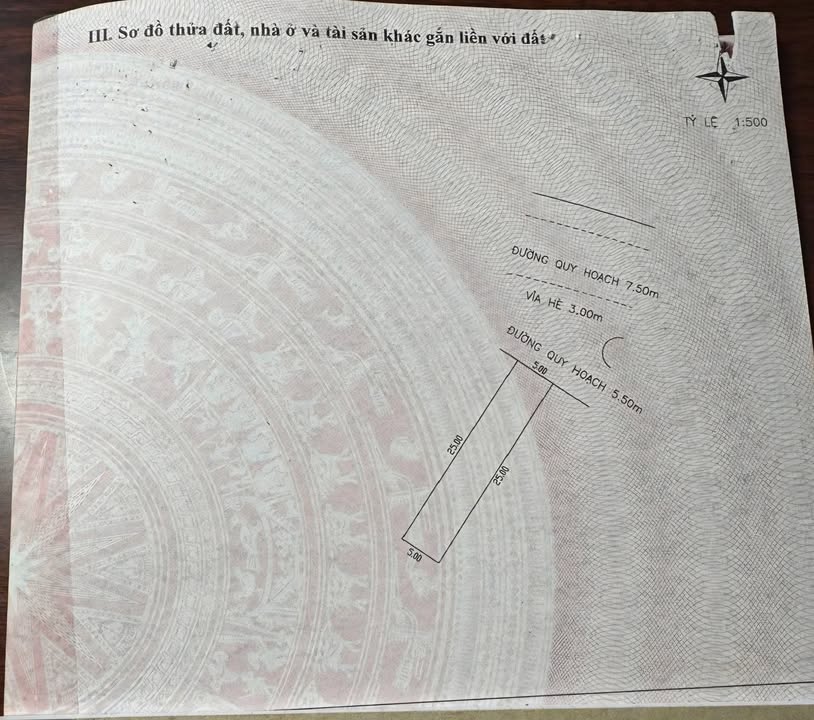 III. Sơ đồ thửa đất, nhà ở và tài sản khác gắn liền với đất
TỶ LỆ 1:500
ĐƯỜNG QUY HOẠCH 7.50m
VỈA HÈ 3.00m
ĐƯỜNG QUY HOẠCH 5.50m
5.00
25.00
25.00
5.00